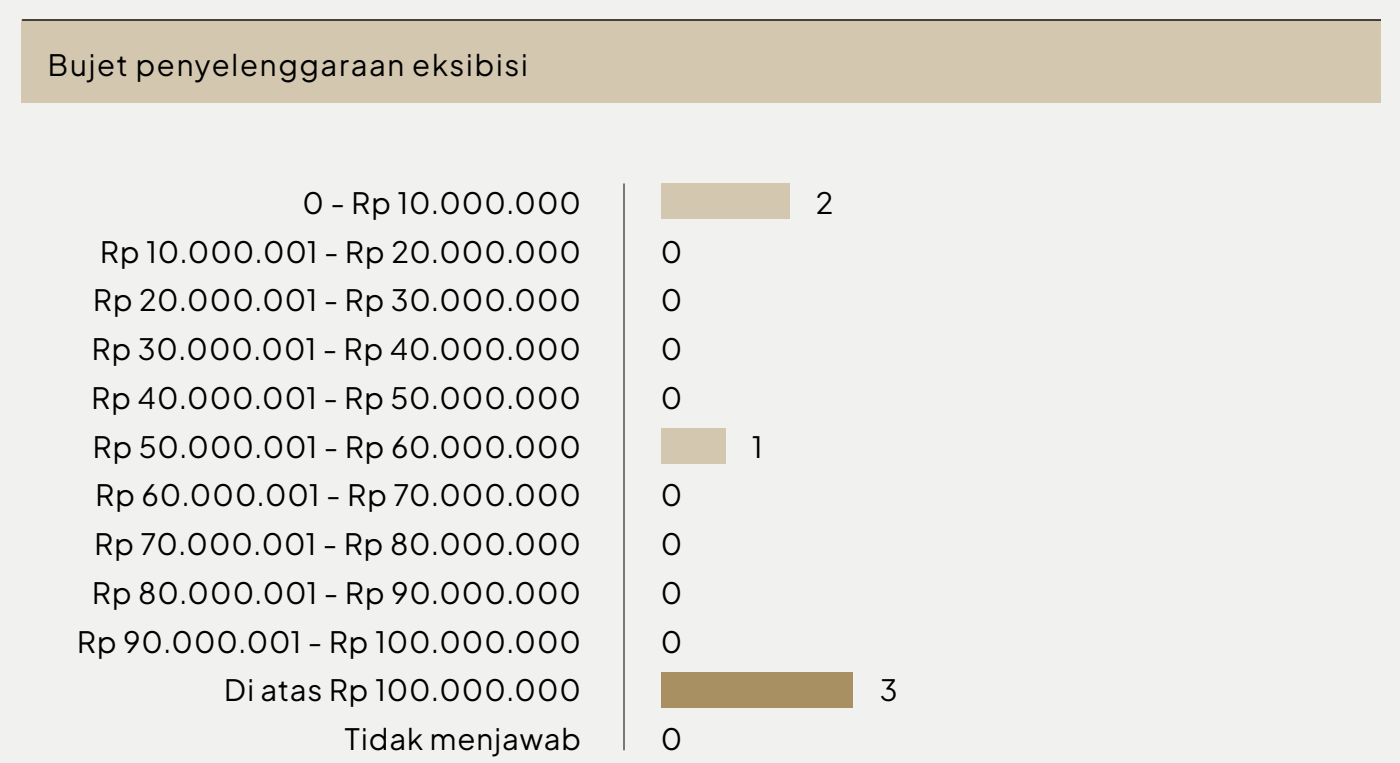 Bujet penyelenggaraan eksibisi
0 - Rp 10.000.000 2
Rp 10.000.001 - Rp 20.000.000 0
Rp 20.000.001 - Rp 30.000.000 0
Rp 30.000.001 - Rp 40.000.000 0
Rp 40.000.001 - Rp 50.000.000 0
Rp 50.000.001 - Rp 60.000.000 1
Rp 60.000.001 - Rp 70.000.000 0
Rp 70.000.001 - Rp 80.000.000 0
Rp 80.000.001 - Rp 90.000.000 0
Rp 90.000.001 - Rp 100.000.000 0
Di atas Rp 100.000.000 3
Tidak menjawab 0